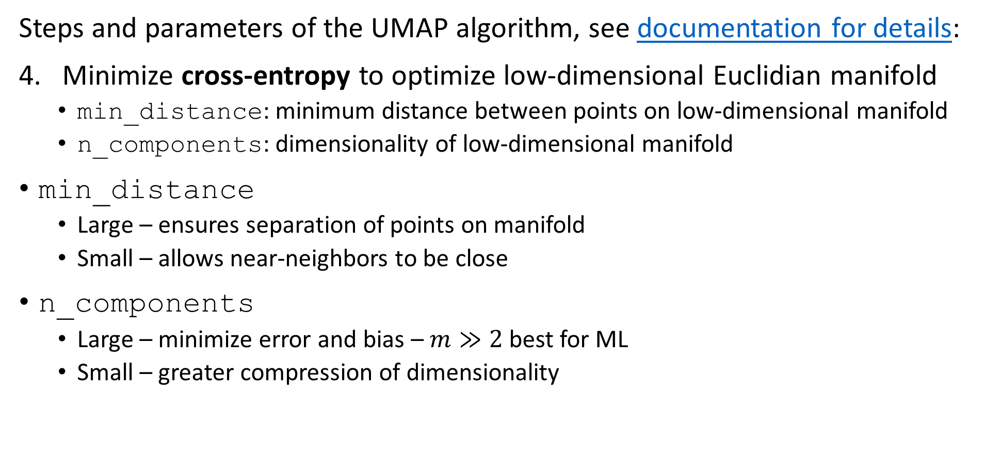 Steps and parameters of the UMAP algorithm, see documentation for details:
4. Minimize cross-entropy to optimize low-dimensional Euclidian manifold
• min_distance: minimum distance between points on low-dimensional manifold
• n_components: dimensionality of low-dimensional manifold
• min_distance
• Large – ensures separation of points on manifold
• Small – allows near-neighbors to be close
• n_components
• Large – minimize error and bias – m ≫ 2 best for ML
• Small – greater compression of dimensionality